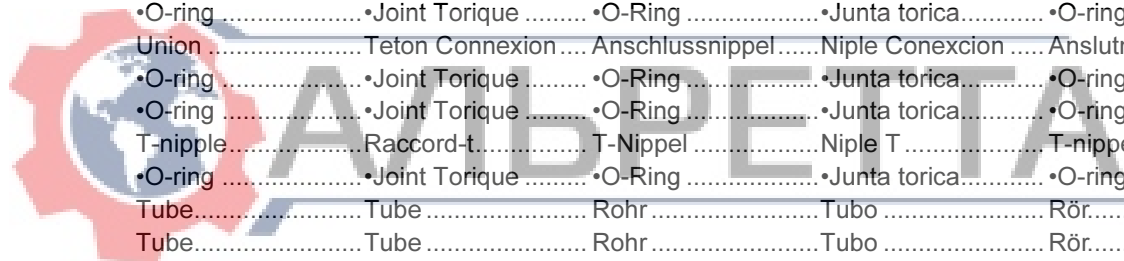 •O-ring ..................... •Joint Torique ......... •O-Ring ..................... •Junta torica............. •O-ring
Union ....................... Teton Connexion ... Anschlussnippel...... Niple Conexcion ..... 
•O-ring ..................... •Joint Torique ......... •O-Ring ..................... •Junta torica............. •O-ring
•O-ring ..................... •Joint Torique ......... •O-Ring ..................... •Junta torica............. •O-ring
T-nipple..................... Raccord-t................. T-Nippel .................... Niple T ...................... 
•O-ring ..................... •Joint Torique ......... •O-Ring ..................... •Junta torica............. •O-ring
Tube.......................... Tube ......................... Rohr .......................... Tubo .......................... Rör.....
Tube.......................... Tube ......................... Rohr .......................... Tubo .......................... Rör.....
АЛЬРЕТТА